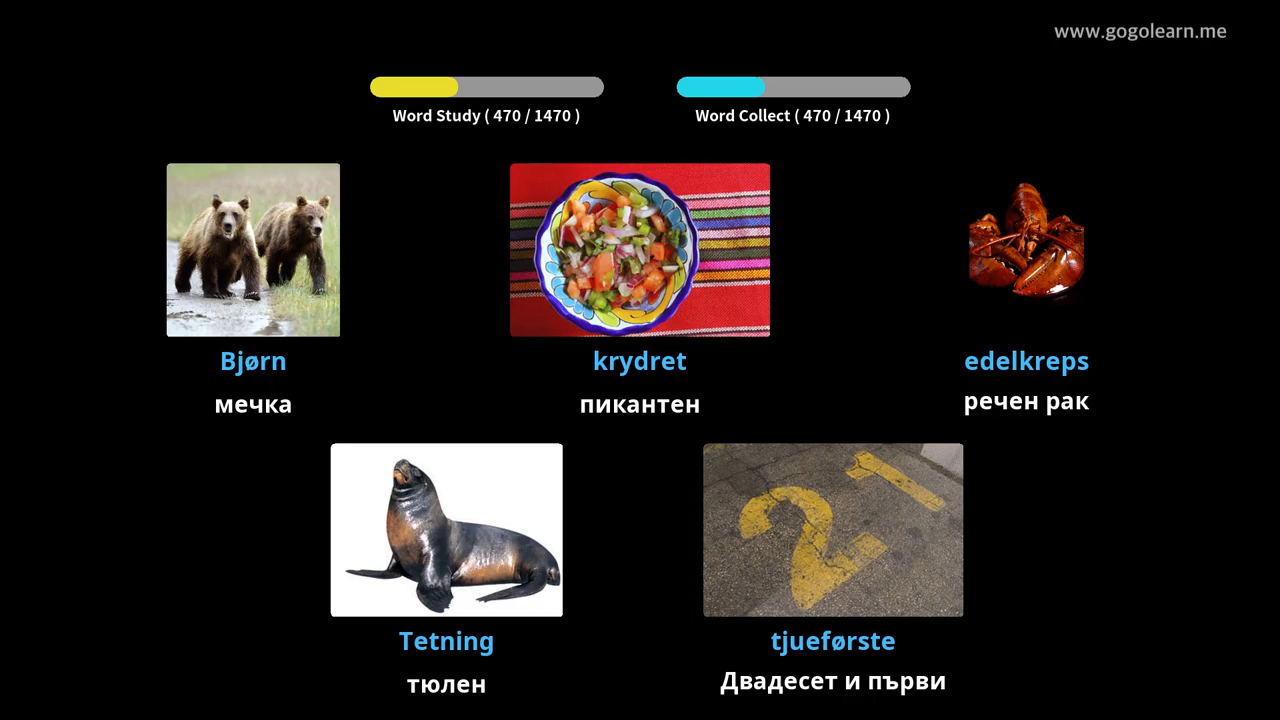 www.gogolearn.me
Word Study ( 470 / 1470 )
Word Collect ( 470 / 1470 )
Bjørn
мечка
krydret
пикантен
edelkreps
речен рак
21
Tetning
тюлен
tjueførste
Двадесет и първи